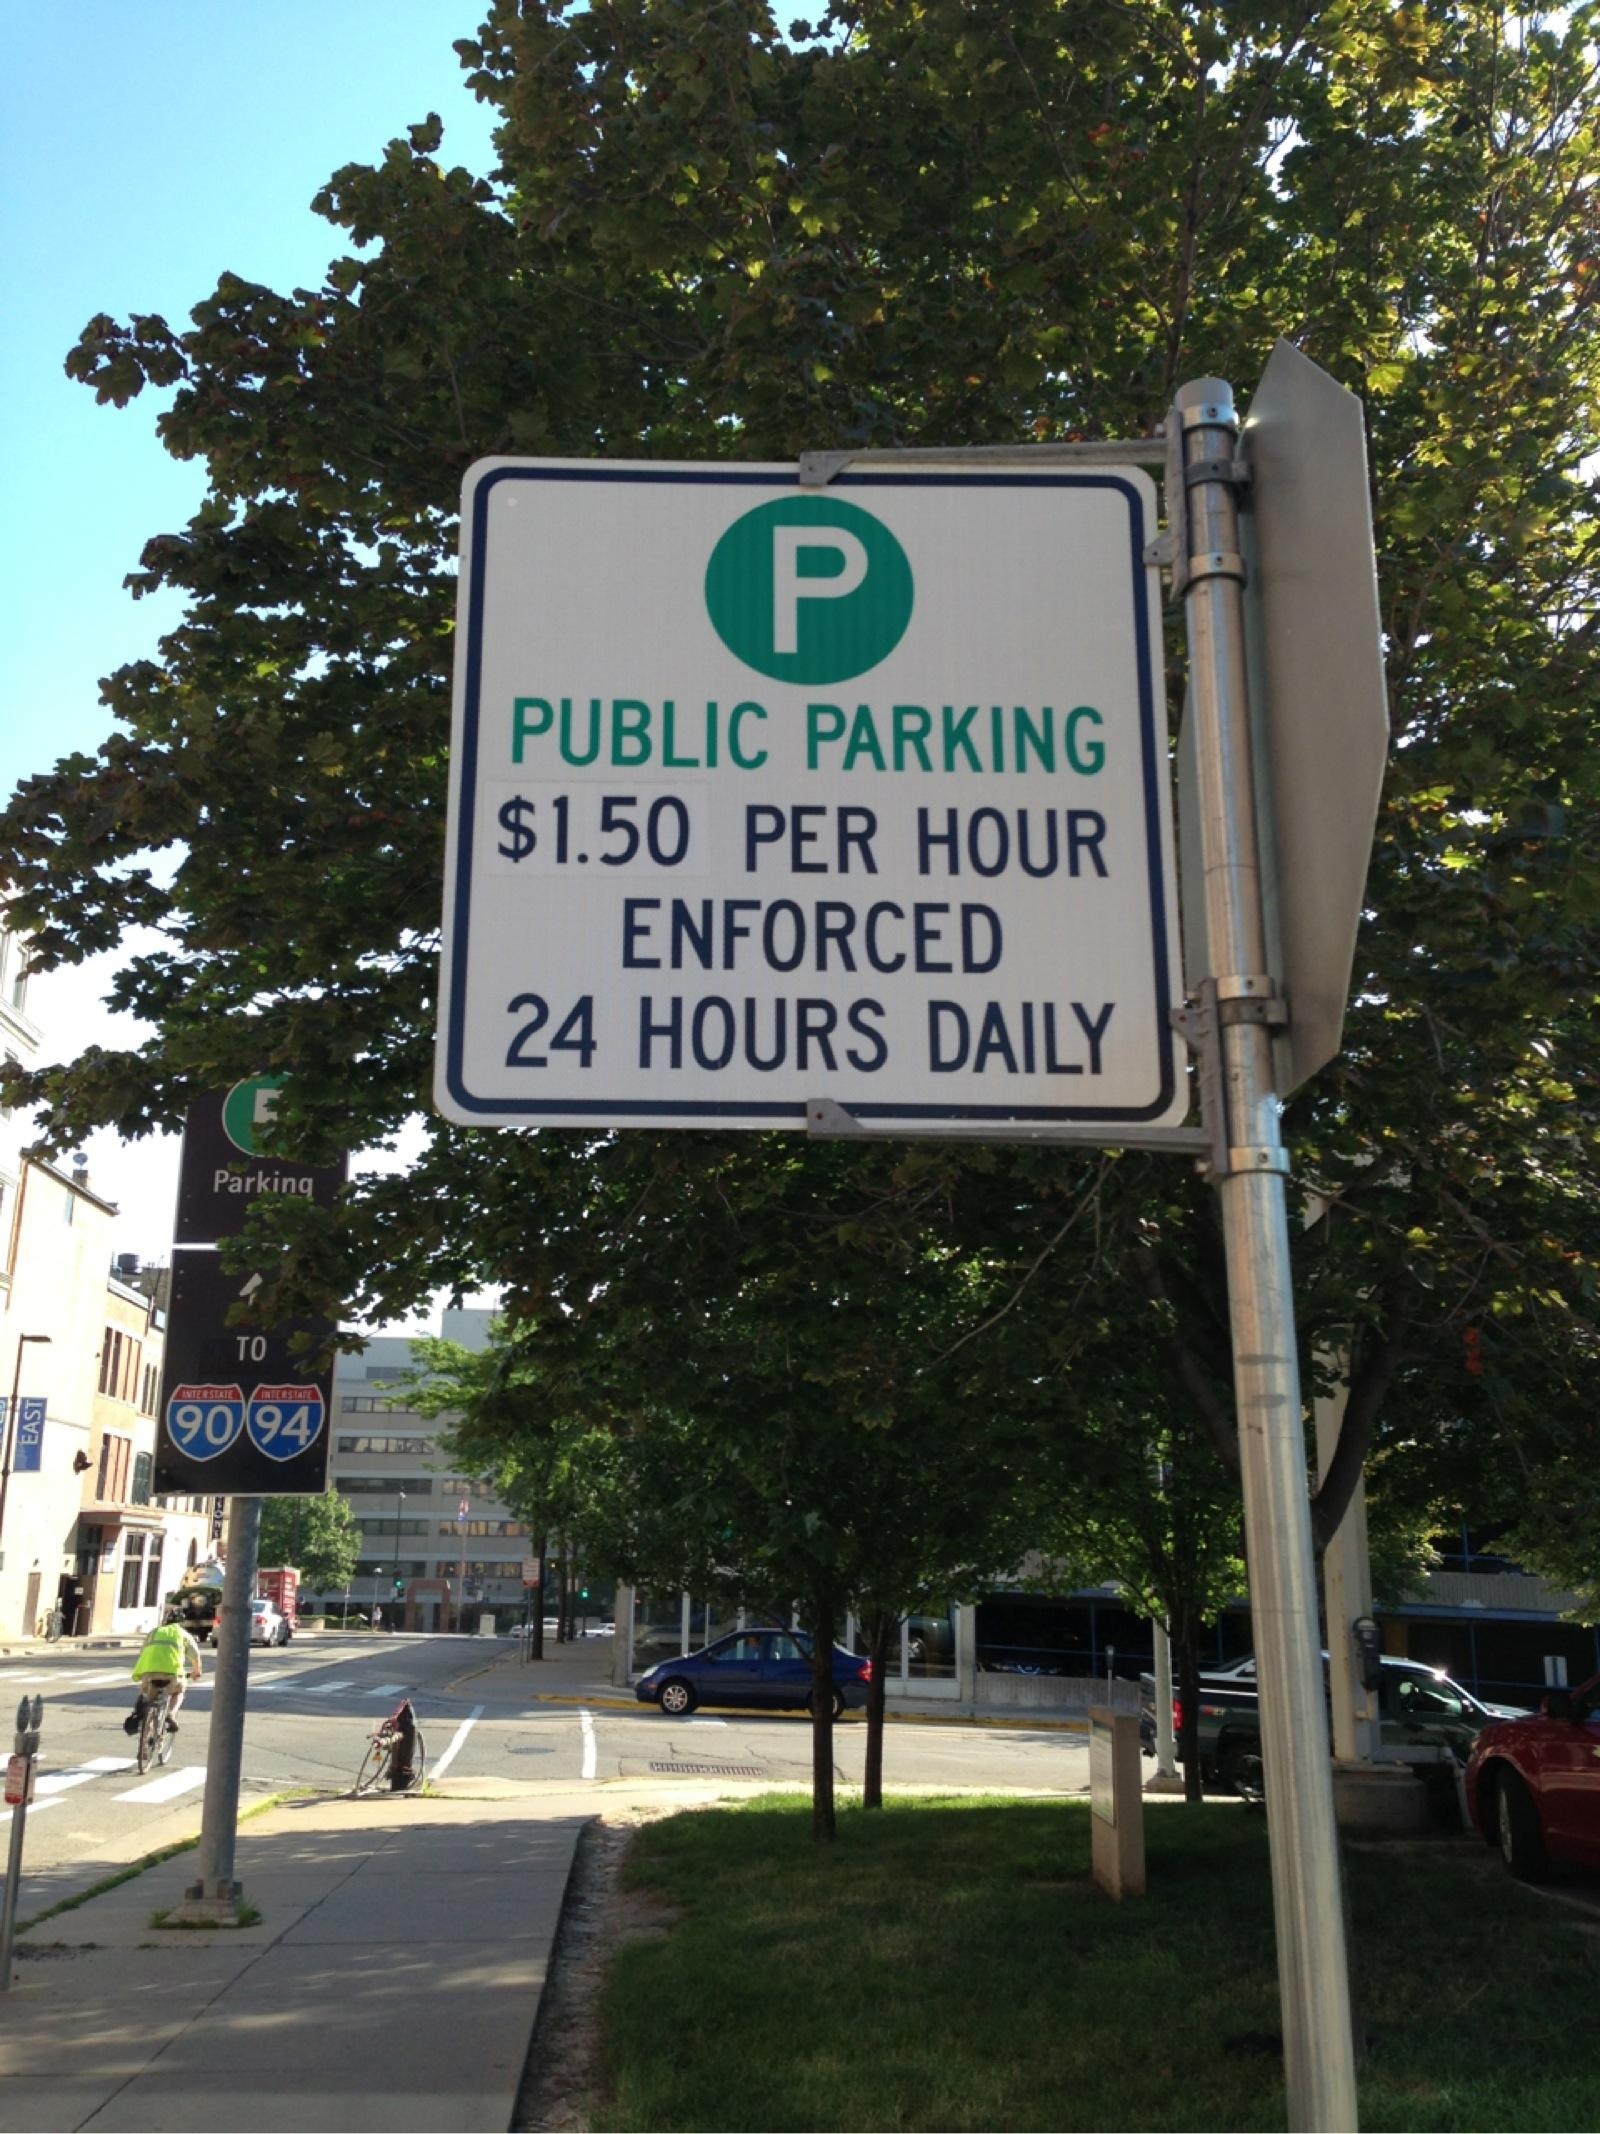 P
PUBLIC PARKING
$1.50 PER HOUR
ENFORCED
24 HOURS DAILY
Parking
TO
INTERSTATE INTERSTATE
90 94
EAST